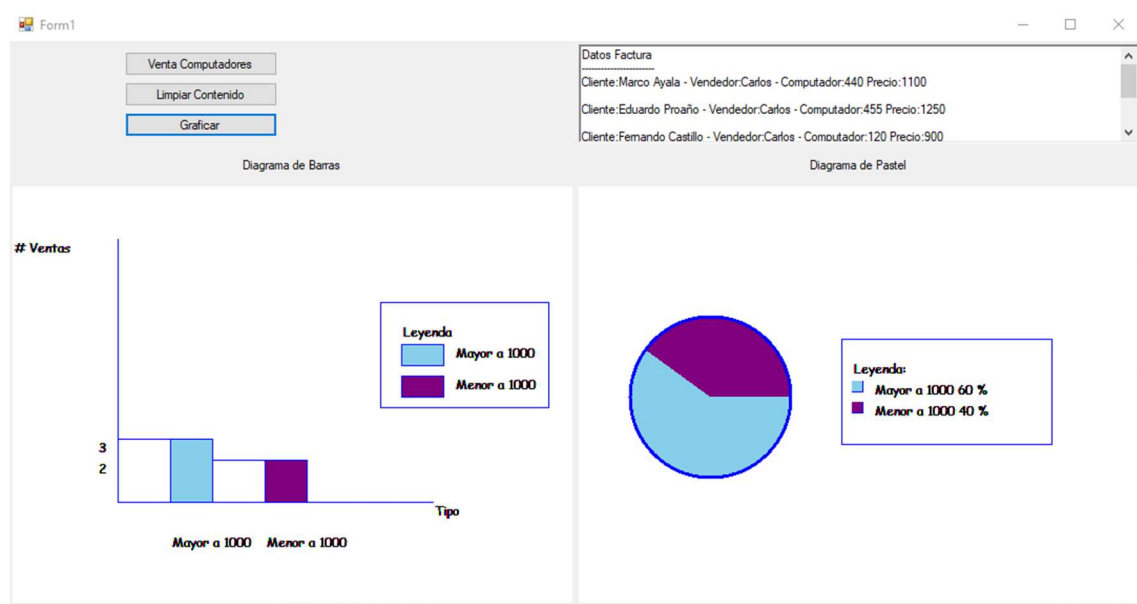 Form1
Venta Computadores
Limpiar Contenido
Graficar
Datos Factura
------------------------
Cliente:Marco Ayala - Vendedor:Carlos - Computador:440 Precio:1100
Cliente:Eduardo Proaño - Vendedor:Carlos - Computador:455 Precio:1250
Cliente:Fernando Castillo - Vendedor:Carlos - Computador:120 Precio:900
Diagrama de Barras
# Ventas
Leyenda
Mayor a 1000
Menor a 1000
3
2
Tipo
Mayor a 1000 Menor a 1000
Diagrama de Pastel
Leyenda:
Mayor a 1000 60 %
Menor a 1000 40 %